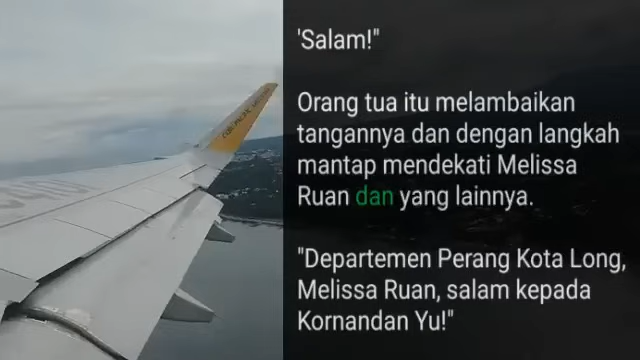 'Salam!"
Orang tua itu melambaikan
tangannya dan dengan langkah
mantap mendekati Melissa
Ruan dan yang lainnya.
"Departemen Perang Kota Long,
Melissa Ruan, salam kepada
Kornandan Yu!"